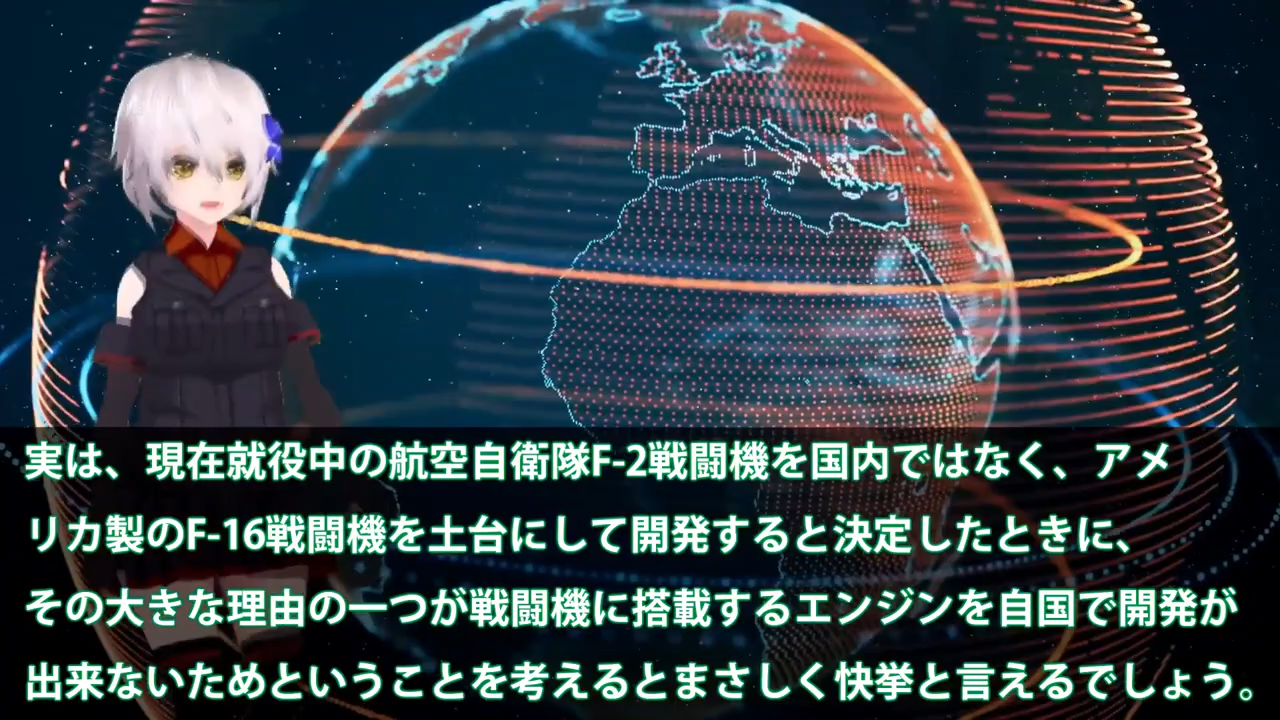 実は、現在就役中の航空自衛隊F-2戦闘機を国内ではなく、アメ
リカ製のF-16戦闘機を土台にして開発すると決定したときに、
その大きな理由の一つが戦闘機に搭載するエンジンを自国で開発が
出来ないためということを考えるとまさしく快挙と言えるでしょう。